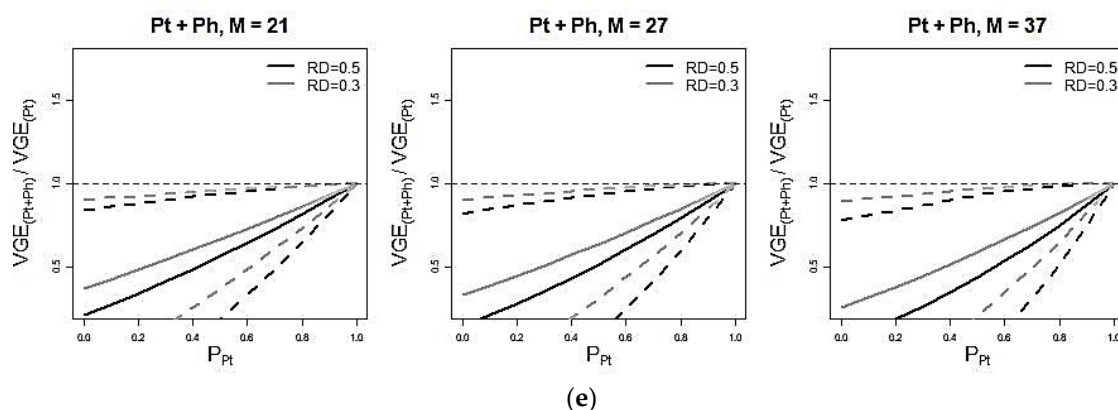 Pt + Ph, M = 21
VGE(Pt+Ph) / VGE(Pt)
1.5
1.0
0.5
RD=0.5
RD=0.3
0.0 0.2 0.4 0.6 0.8 1.0
PPt
Pt + Ph, M = 27
VGE(Pt+Ph) / VGE(Pt)
1.5
1.0
0.5
RD=0.5
RD=0.3
0.0 0.2 0.4 0.6 0.8 1.0
PPt
Pt + Ph, M = 37
VGE(Pt+Ph) / VGE(Pt)
1.5
1.0
0.5
RD=0.5
RD=0.3
0.0 0.2 0.4 0.6 0.8 1.0
PPt
(e)